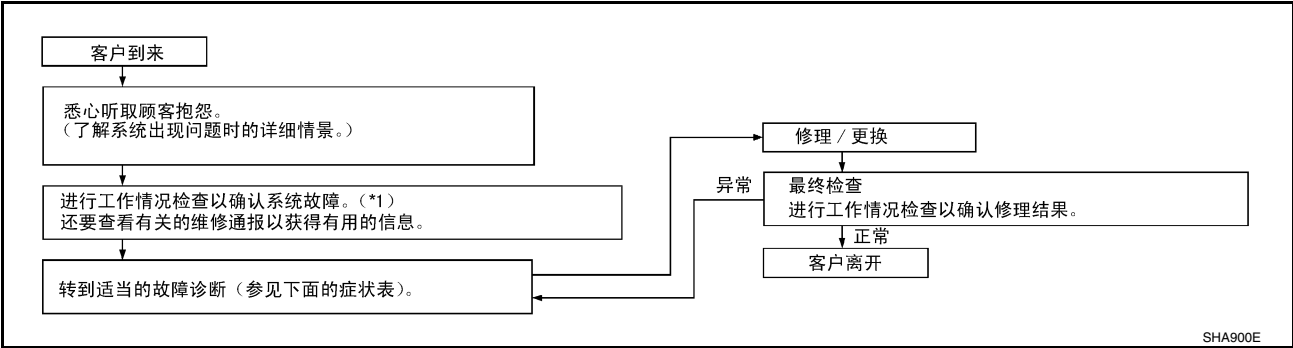 客户到来
悉心听取顾客抱怨。
（了解系统出现问题时的详细情景。）
进行工作情况检查以确认系统故障。（*1）
还要查看有关的维修通报以获得有用的信息。
转到适当的故障诊断（参见下面的症状表）。
修理 / 更换
异常
最终检查
进行工作情况检查以确认修理结果。
正常
客户离开
SHA900E